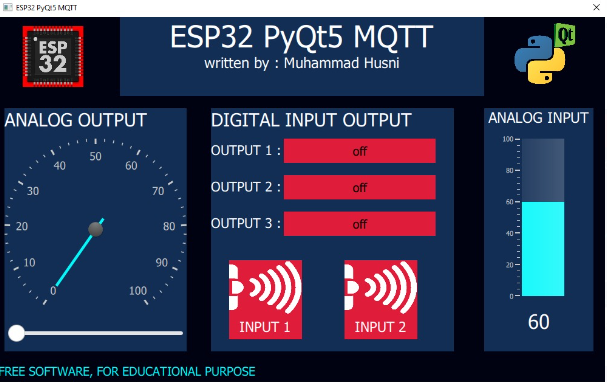 ESP32 PyQt5 MQTT
ESP
32
ESP32 PyQt5 MQTT
written by : Muhammad Husni
Qt
ANALOG OUTPUT
50
40
60
30
70
20
80
10
90
0
100
DIGITAL INPUT OUTPUT
OUTPUT 1 : off
OUTPUT 2 : off
OUTPUT 3 : off
INPUT 1
INPUT 2
ANALOG INPUT
100
80
60
40
20
0
60
FREE SOFTWARE, FOR EDUCATIONAL PURPOSE